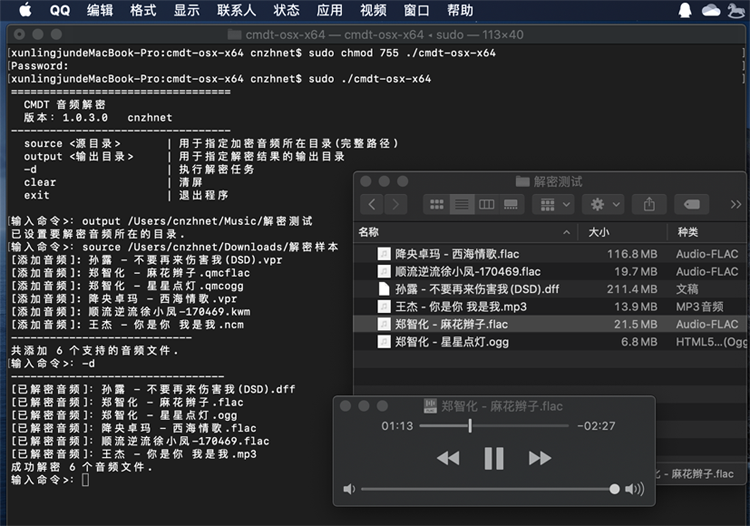 QQ 编辑 格式 显示 联系人 状态 应用 视频 窗口 帮助
cmdt-osx-x64 — cmdt-osx-x64 • sudo — 113×40
[xunlingjundeMacBook-Pro:cmdt-osx-x64 cnzhnet$ sudo chmod 755 ./cmdt-osx-x64
[Password:
[xunlingjundeMacBook-Pro:cmdt-osx-x64 cnzhnet$ sudo ./cmdt-osx-x64
==================================
CMDT 音频解密
版本: 1.0.3.0 cnzhnet
----------------------------------
source <源目录> | 用于指定加密音频所在目录(完整路径)
output <输出目录> | 用于指定解密结果的输出目录
-d | 执行解密任务
clear | 清屏
exit | 退出程序
[输入命令>: output /Users/cnzhnet/Music/解密测试
已设置要解密音频所在的目录.
[输入命令>: source /Users/cnzhnet/Downloads/解密样本
[添加音频]: 孙露 - 不要再来伤害我(DSD).vpr
[添加音频]: 郑智化 - 麻花辫子.qmcflac
[添加音频]: 郑智化 - 星星点灯.qmcogg
[添加音频]: 降央卓玛 - 西海情歌.vpr
[添加音频]: 顺流逆流徐小凤-170469.kwm
[添加音频]: 王杰 - 你是你 我是我.ncm
----------------------------
共添加 6 个支持的音频文件.
[输入命令>: -d
---------------------------------
[已解密音频]: 孙露 - 不要再来伤害我(DSD).dff
[已解密音频]: 郑智化 - 麻花辫子.flac
[已解密音频]: 郑智化 - 星星点灯.ogg
[已解密音频]: 降央卓玛 - 西海情歌.flac
[已解密音频]: 顺流逆流徐小凤-170469.flac
[已解密音频]: 王杰 - 你是你 我是我.mp3
成功解密 6 个音频文件.
输入命令>:
解密测试
名称 大小 种类
降央卓玛 - 西海情歌.flac 116.8 MB Audio-FLAC
顺流逆流徐小凤-170469.flac 19.7 MB Audio-FLAC
孙露 - 不要再来伤害我(DSD).dff 211.4 MB 文稿
王杰 - 你是你 我是我.mp3 13.9 MB MP3音频
郑智化 - 麻花辫子.flac 21.5 MB Audio-FLAC
郑智化 - 星星点灯.ogg 6.8 MB HTML5...(Ogg
郑智化 - 麻花辫子.flac
01:13 -02:27
- 麻花辫子.flac